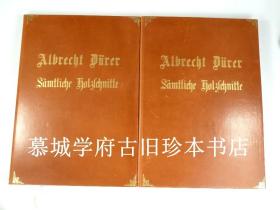 Albrecht Dürer
Sämtliche Holzschnitte
Albrecht Dürer
Sämtliche Holzschnitte
慕城学府古旧珍本书店